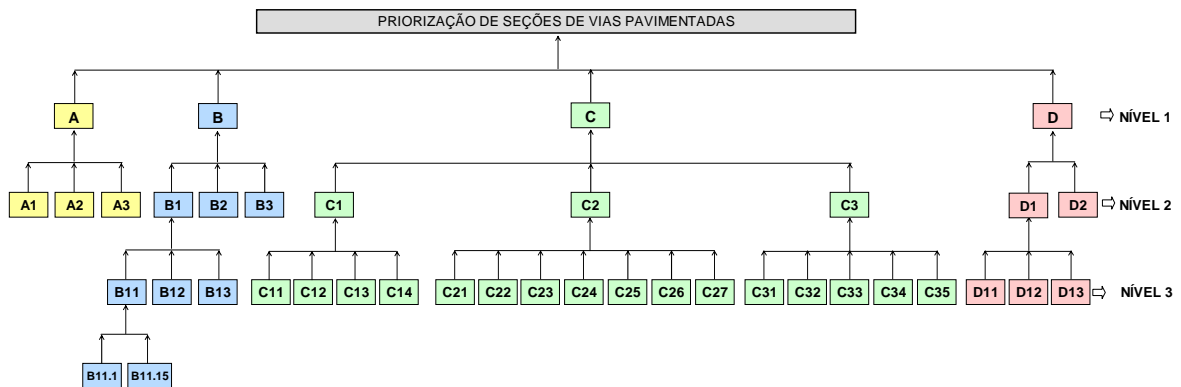 PRIORIZAÇÃO DE SEÇÕES DE VIAS PAVIMENTADAS
A B C D NÍVEL 1
A1 A2 A3 B1 B2 B3 C1 C2 C3 D1 D2 NÍVEL 2
B11 B12 B13 C11 C12 C13 C14 C21 C22 C23 C24 C25 C26 C27 C31 C32 C33 C34 C35 D11 D12 D13 NÍVEL 3
B11.1 B11.15